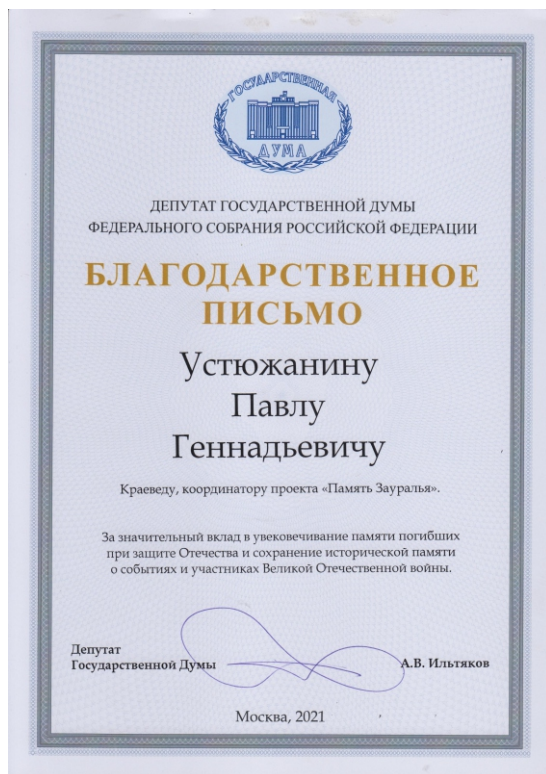 ГОСУДАРСТВЕННАЯ
ДУМА
ДЕПУТАТ ГОСУДАРСТВЕННОЙ ДУМЫ
ФЕДЕРАЛЬНОГО СОБРАНИЯ РОССИЙСКОЙ ФЕДЕРАЦИИ
БЛАГОДАРСТВЕННОЕ
ПИСЬМО
Устюжанину
Павлу
Геннадьевичу
Краеведу, координатору проекта «Память Зауралья».
За значительный вклад в увековечивание памяти погибших
при защите Отечества и сохранение исторической памяти
о событиях и участниках Великой Отечественной войны.
Депутат
Государственной Думы А.В. Ильтяков
Москва, 2021